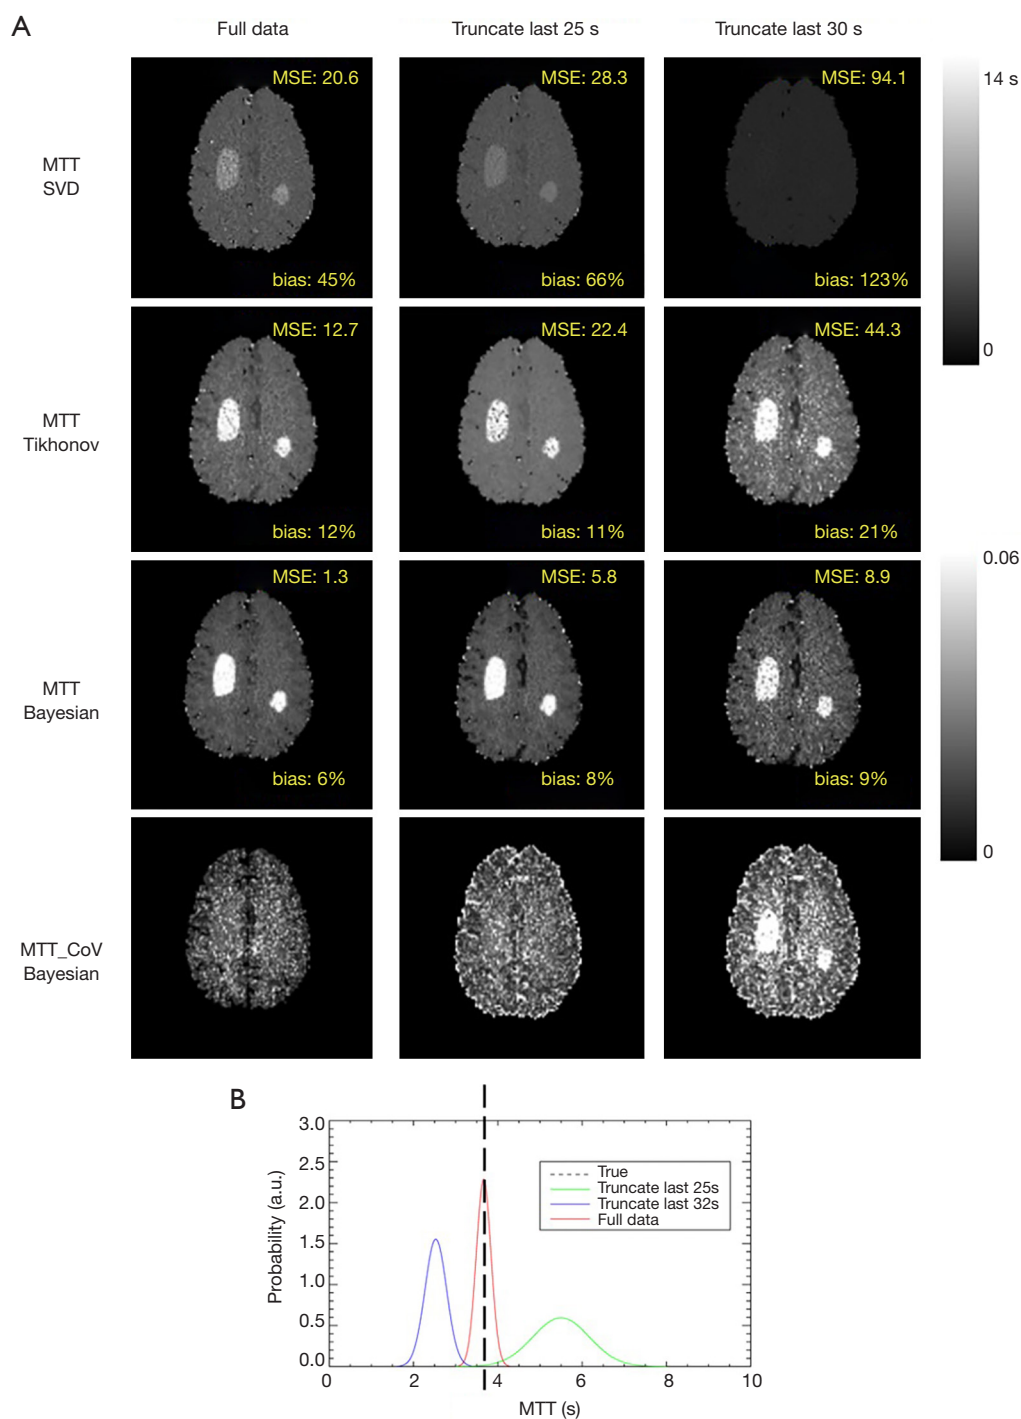 A
Full data
Truncate last 25 s
Truncate last 30 s
MTT
SVD
MSE: 20.6
bias: 45%
MSE: 28.3
bias: 66%
MSE: 94.1
bias: 123%
14 s
0
MTT
Tikhonov
MSE: 12.7
bias: 12%
MSE: 22.4
bias: 11%
MSE: 44.3
bias: 21%
MTT
Bayesian
MSE: 1.3
bias: 6%
MSE: 5.8
bias: 8%
MSE: 8.9
bias: 9%
0.06
0
MTT_CoV
Bayesian
B
3.0
2.5
2.0
1.5
1.0
0.5
0.0
Probability (a.u.)
True
Truncate last 25s
Truncate last 32s
Full data
0
2
4
6
8
10
MTT (s)